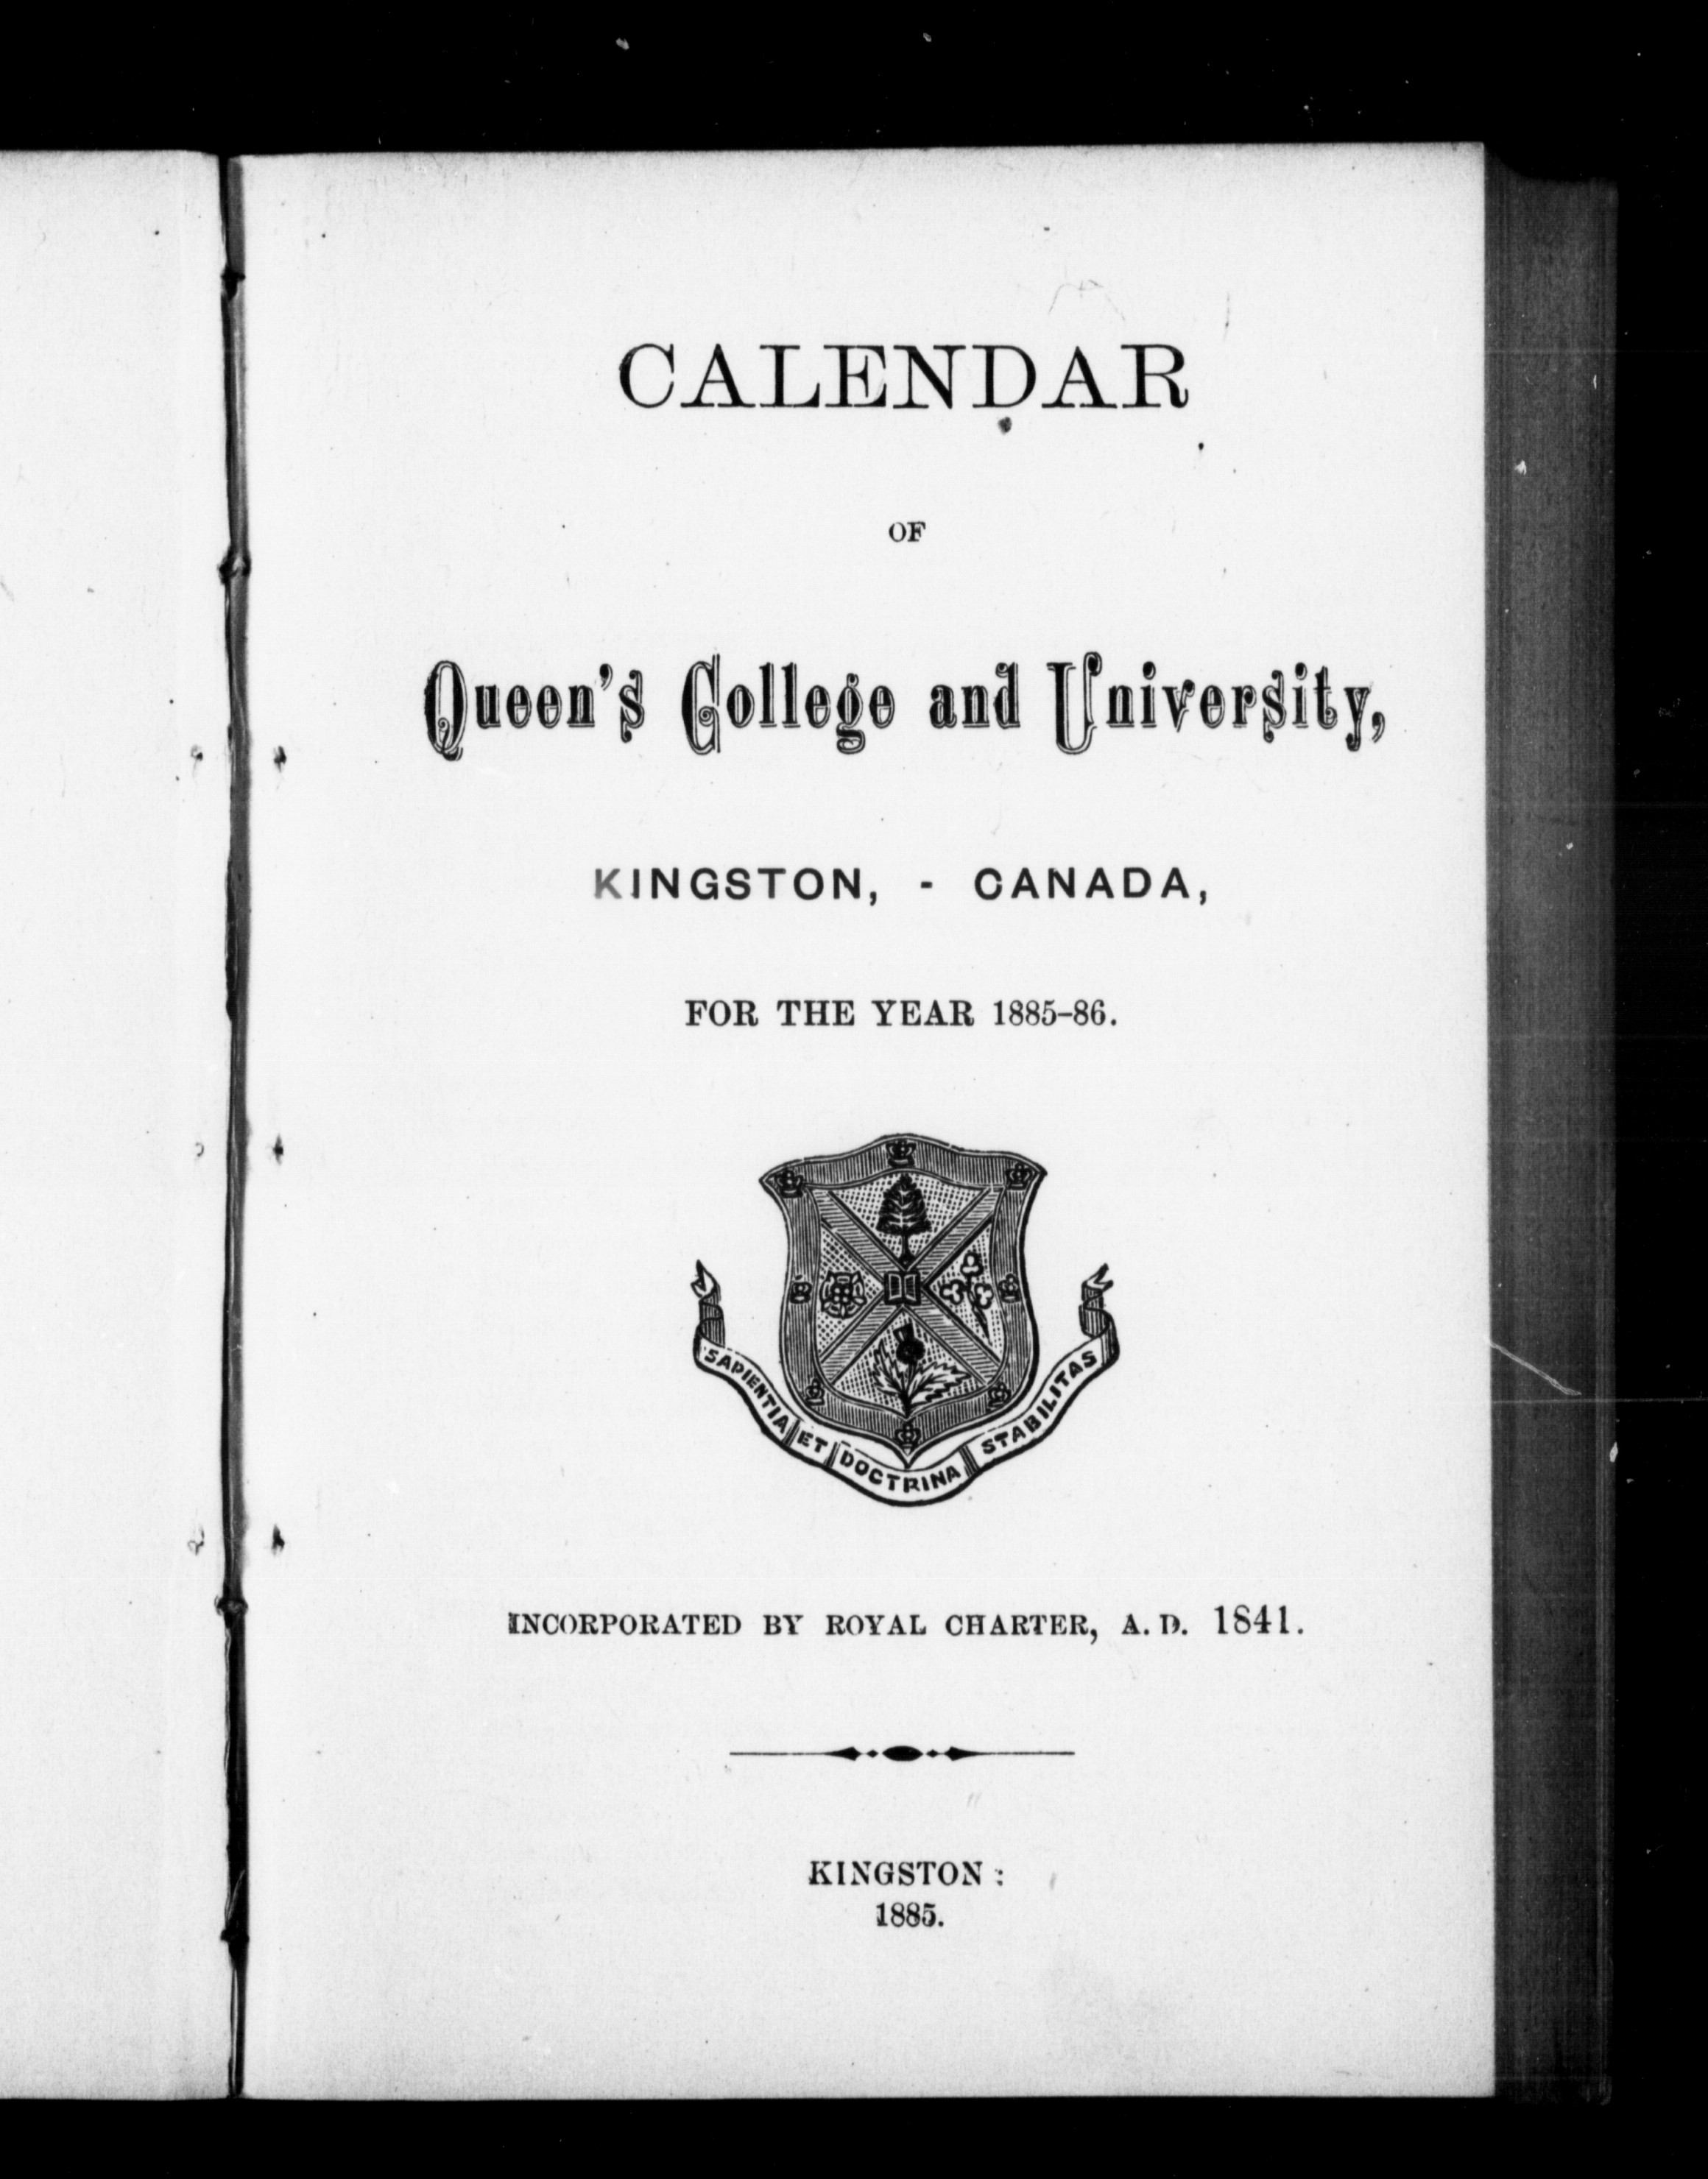 CALENDAR
OF
Queen's College and University,
KINGSTON, - CANADA,
FOR THE YEAR 1885-86.
SAPIENTIA ET DOCTRINA STABILITAS
INCORPORATED BY ROYAL CHARTER, A. D. 1841.
KINGSTON:
1885.